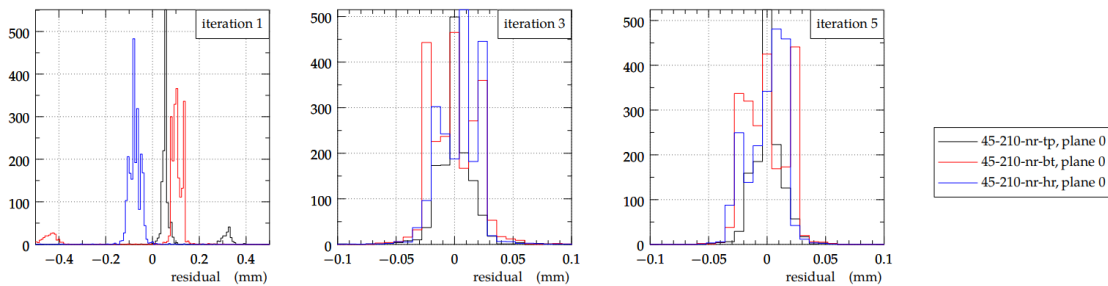 iteration 1
500
400
300
200
100
0
−0.4 −0.2 0 0.2 0.4
residual (mm)
iteration 3
500
400
300
200
100
0
−0.1 −0.05 0 0.05 0.1
residual (mm)
iteration 5
500
400
300
200
100
0
−0.1 −0.05 0 0.05 0.1
residual (mm)
45-210-nr-tp, plane 0
45-210-nr-bt, plane 0
45-210-nr-hr, plane 0